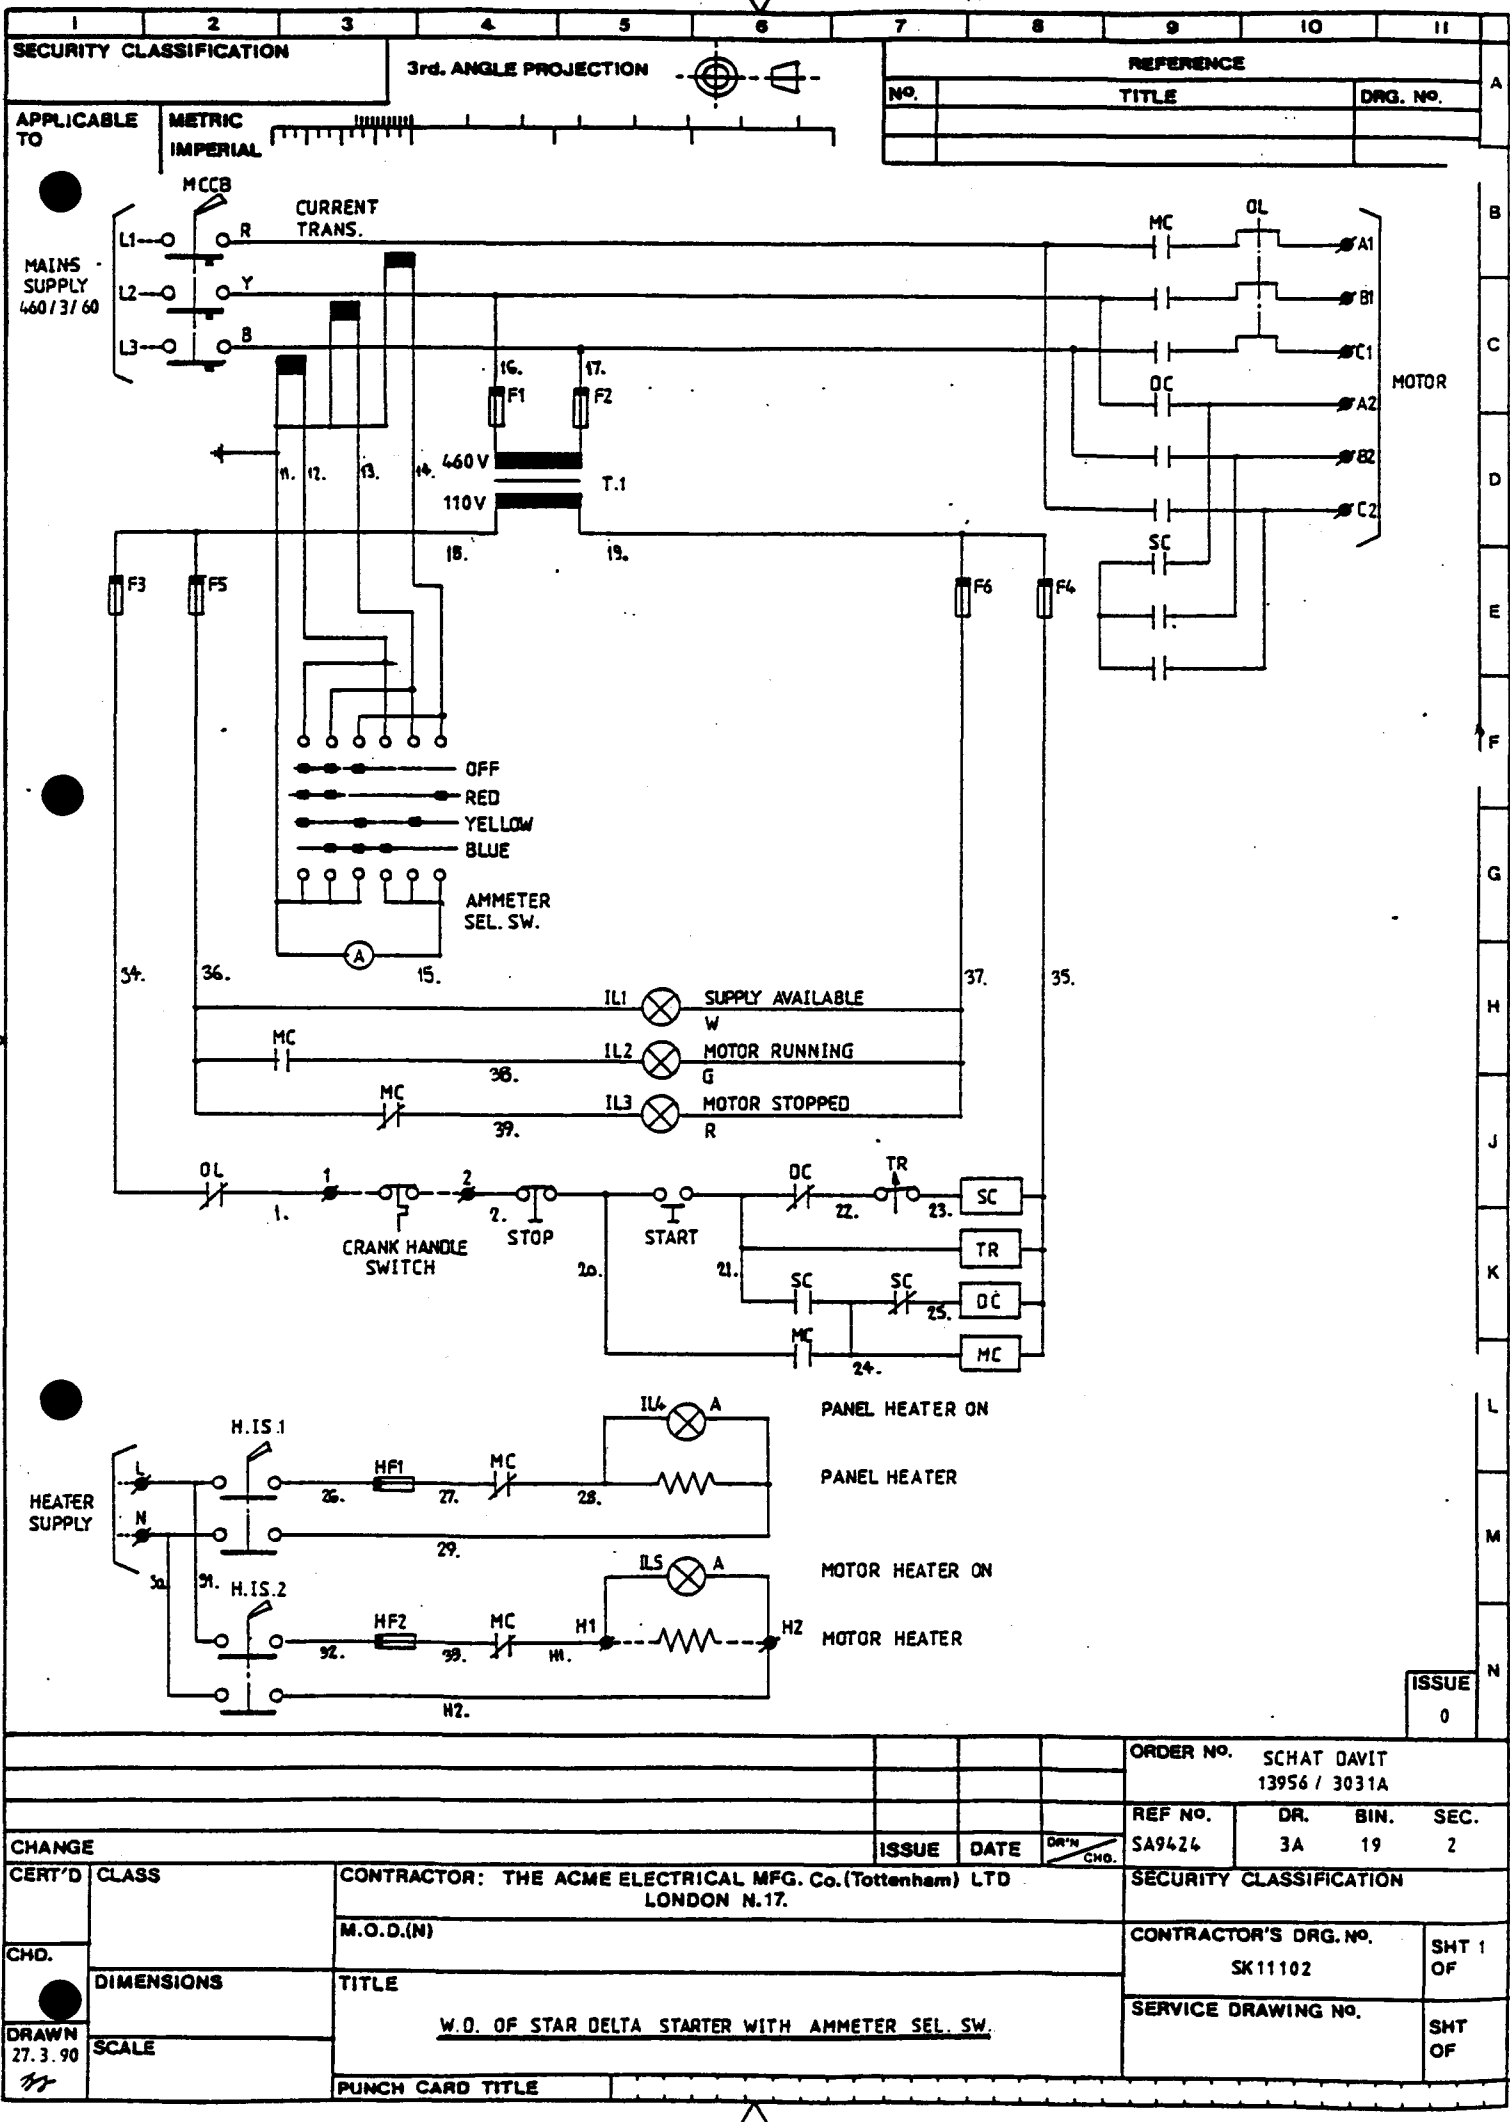 1 2 3 4 5 6 7 8 9 10 11
SECURITY CLASSIFICATION
3rd. ANGLE PROJECTION
REFERENCE
A
NO. TITLE DRG. NO.
APPLICABLE TO
METRIC
IMPERIAL
MCCB
B
CURRENT TRANS.
MC
OL
L1 R A1
MAINS SUPPLY 460/3/60
L2 Y B1
L3 B C1
C
16. 17.
F1 F2
MOTOR
DC
A2
460V
11. 12. 13. 14.
T.1
110V
B2
D
C2
18. 19.
SC
F3 F5 F6 F4
E
F
OFF
RED
YELLOW
BLUE
G
AMMETER
SEL. SW.
A
34. 36. 15. 37. 35.
IL1 SUPPLY AVAILABLE
W
H
MC IL2 MOTOR RUNNING
38. G
MC IL3 MOTOR STOPPED
39. R
J
OL 1 2 DC TR
SC
1. 2. 22. 23.
CRANK HANDLE SWITCH
STOP
START
TR
20. 21.
K
SC SC
DC
25.
MC
MC
24.
IL4 A PANEL HEATER ON
L
H.IS.1
L HF1 MC PANEL HEATER
26. 27. 28.
HEATER SUPPLY
N
29.
M
IL5 A MOTOR HEATER ON
30. 31.
H.IS.2
HF2 MC H1 H2 MOTOR HEATER
32. 33. H1.
N
H2.
ISSUE
0
ORDER NO. SCHAT DAVIT
13956 / 3031A
REF NO. DR. BIN. SEC.
SA9424 3A 19 2
CHANGE ISSUE DATE DR'N CHD.
CERT'D CLASS
CONTRACTOR: THE ACME ELECTRICAL MFG. Co.(Tottenham) LTD
LONDON N.17.
SECURITY CLASSIFICATION
M.O.D.(N)
CONTRACTOR'S DRG. NO.
SK11102
SHT 1
OF
CHD.
DIMENSIONS
TITLE
W.D. OF STAR DELTA STARTER WITH AMMETER SEL. SW.
SERVICE DRAWING NO.
SHT
OF
DRAWN
27.3.90
SCALE
PUNCH CARD TITLE